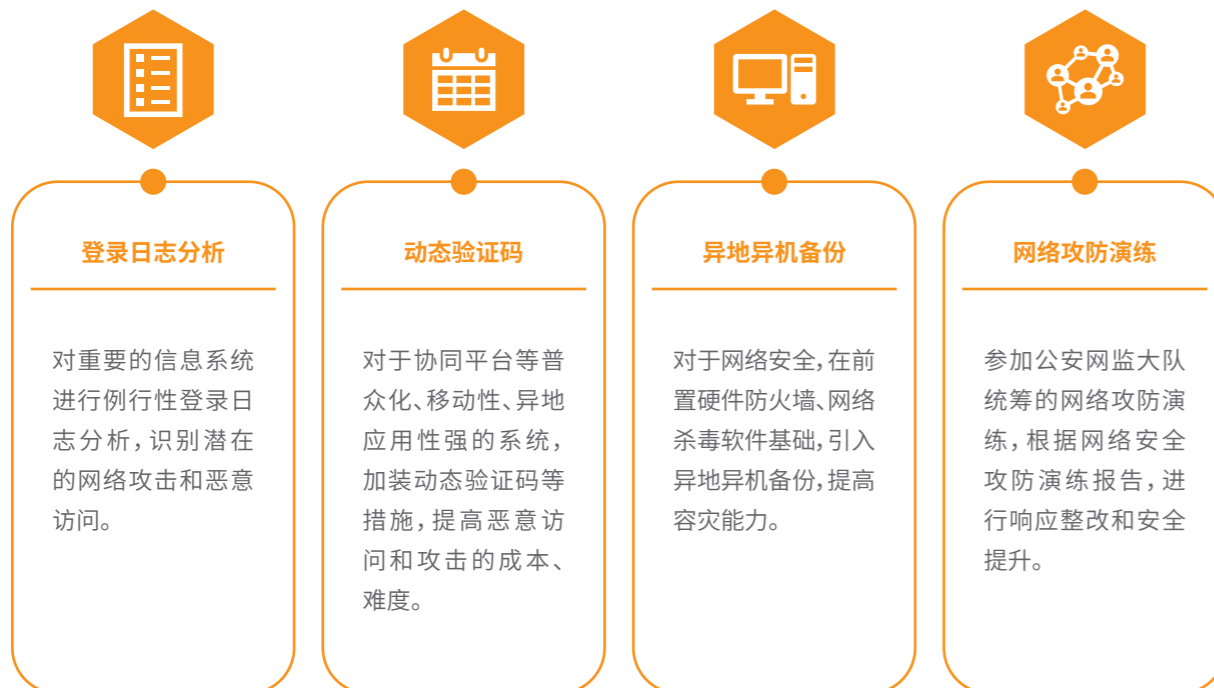 登录日志分析
对重要的信息系统
进行例行性登录日
志分析，识别潜在
的网络攻击和恶意
访问。
动态验证码
对于协同平台等普
众化、移动性、异地
应用性强的系统，
加装动态验证码等
措施，提高恶意访
问和攻击的成本、
难度。
异地异机备份
对于网络安全，在前
置硬件防火墙、网络
杀毒软件基础，引入
异地异机备份，提高
容灾能力。
网络攻防演练
参加公安网监大队
统筹的网络攻防演
练，根据网络安全
攻防演练报告，进
行响应整改和安全
提升。